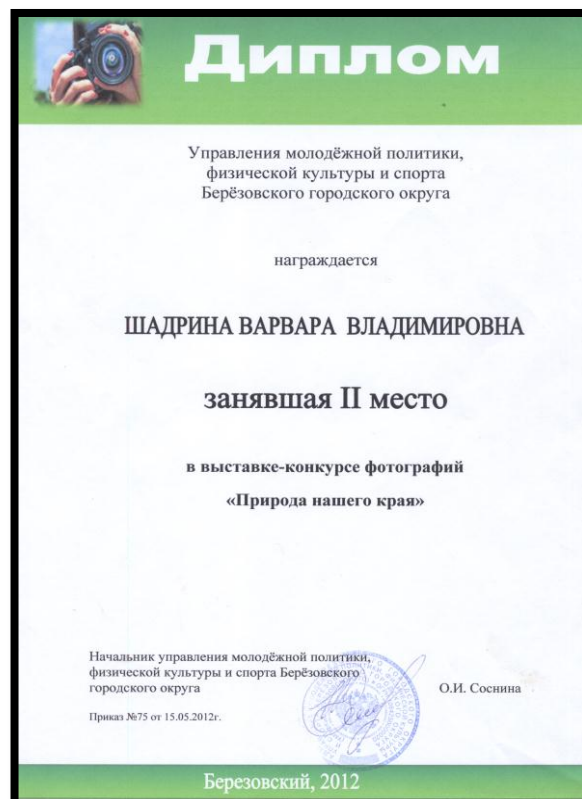 Диплом
Управления молодёжной политики,
физической культуры и спорта
Берёзовского городского округа
награждается
ШАДРИНА ВАРВАРА ВЛАДИМИРОВНА
занявшая II место
в выставке-конкурсе фотографий
«Природа нашего края»
Начальник управления молодёжной политики,
физической культуры и спорта Берёзовского
городского округа
О.И. Соснина
Приказ №75 от 15.05.2012г.
Березовский, 2012